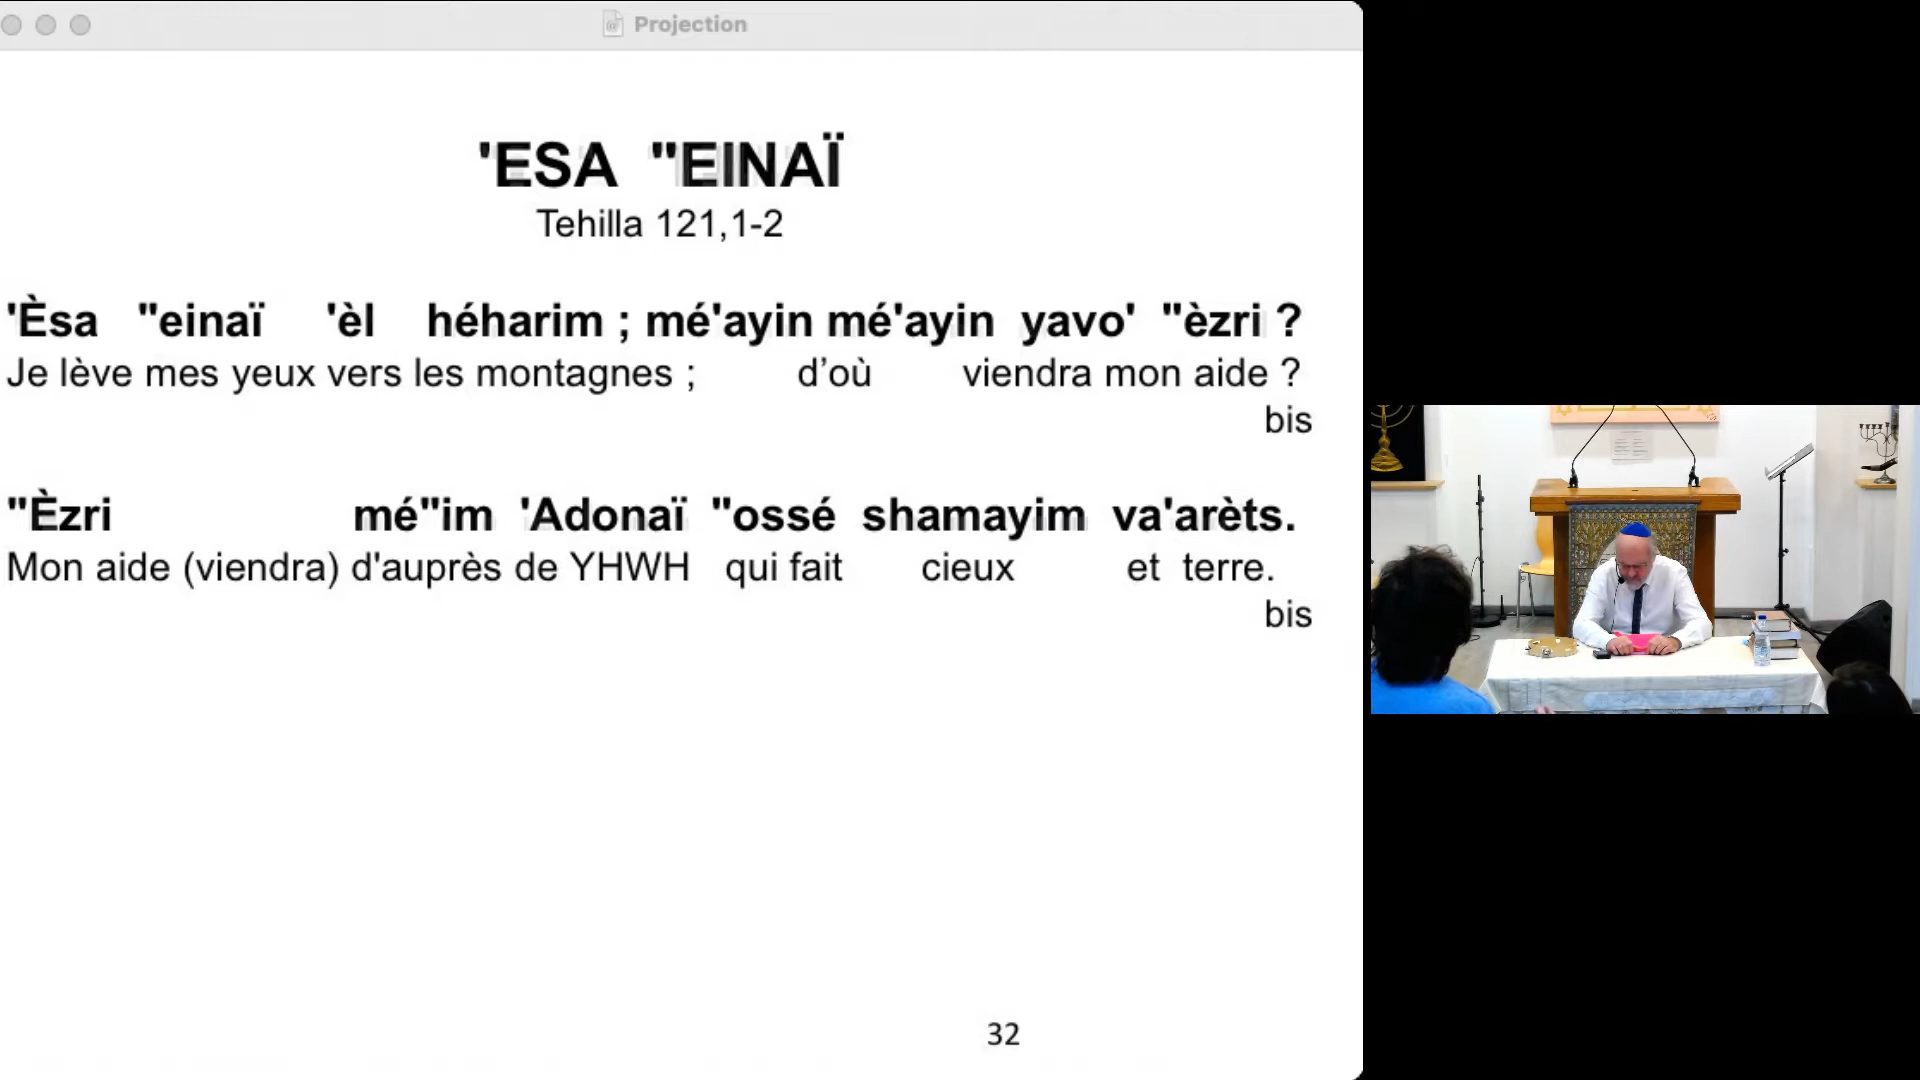 Projection
'ESA "EINAÏ
Tehilla 121,1-2
'Èsa "einaï 'èl héharim ; mé'ayin mé'ayin yavo' "èzri ?
Je lève mes yeux vers les montagnes ; d’où viendra mon aide ?
bis
"Èzri mé"im 'Adonaï "ossé shamayim va'arèts.
Mon aide (viendra) d'auprès de YHWH qui fait cieux et terre.
bis
32